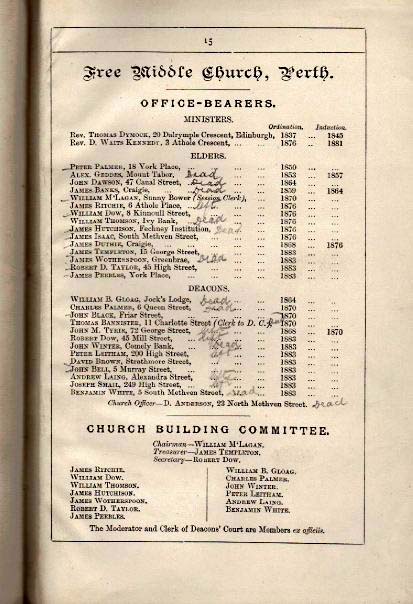 15
Free Middle Church, Perth.
OFFICE-BEARERS.
MINISTERS.
Ordination. Induction.
Rev. THOMAS DYMOCK, 20 Dalrymple Crescent, Edinburgh, 1837 ... 1845
Rev. D. WAITS KENNEDY, 3 Athole Crescent, ... ... 1876 ... 1881
ELDERS.
PETER PALMER, 18 York Place, ... ... ... ... 1850 ... ...
ALEX. GEDDES, Mount Tabor, Dead ... ... ... 1853 ... 1857
JOHN DAWSON, 47 Canal Street, Dead ... ... 1864 ... ...
JAMES BANKS, Craigie, Dead ... ... 1859 ... 1864
WILLIAM M'LAGAN, Sunny Bower (Session Clerk), ... 1870 ... ...
JAMES RITCHIE, 6 Athole Place, ... ... ... 1876 ... ...
WILLIAM DOW, 8 Kinnoull Street, ... ... ... 1876 ... ...
WILLIAM THOMSON, Ivy Bank, Dead ... ... 1876 ... ...
JAMES HUTCHISON, Fechney Institution, Dead ... 1876 ... ...
JAMES ISAAC, South Methven Street, ... ... ... 1876 ... ...
JAMES DUTHIE, Craigie, ... ... ... ... 1868 ... 1876
JAMES TEMPLETON, 15 George Street, ... ... 1883 ... ...
JAMES WOTHERSPOON, Greenbrae, Dead ... ... 1883 ... ...
ROBERT D. TAYLOR, 45 High Street, ... ... ... 1883 ... ...
JAMES PEEBLES, York Place, ... ... ... ... 1883 ... ...
DEACONS.
WILLIAM B. GLOAG, Jock's Lodge, Dead ... ... 1864 ... ...
CHARLES PALMER, 6 Queen Street, Dead ... ... 1870 ... ...
JOHN BLACK, Friar Street, ... ... ... ... 1870 ... ...
THOMAS BANNISTER, 11 Charlotte Street (Clerk to D. C.) 1870 ... ...
JOHN M. TYRIE, 72 George Street, ... ... 1868 ... 1870
ROBERT DOW, 45 Mill Street, ... ... ... 1883 ... ...
JOHN WINTER, Comely Bank, Dead ... ... 1883 ... ...
PETER LEITHAM, 200 High Street, ... ... ... 1883 ... ...
DAVID BROWN, Strathmore Street, ... ... ... 1883 ... ...
JOHN BELL, 5 Murray Street, ... ... ... 1883 ... ...
ANDREW LAING, Alexandra Street, ... ... 1883 ... ...
JOSEPH SMAIL, 249 High Street, ... ... ... 1883 ... ...
BENJAMIN WHITE, 5 South Methven Street, Dead ... 1883 ... ...
Church Officer—D. ANDERSON, 22 North Methven Street. Dead
CHURCH BUILDING COMMITTEE.
Chairman—WILLIAM M'LAGAN.
Treasurer—JAMES TEMPLETON.
Secretary—ROBERT DOW.
JAMES RITCHIE.
WILLIAM DOW.
WILLIAM THOMSON.
JAMES HUTCHISON.
JAMES WOTHERSPOON.
ROBERT D. TAYLOR.
JAMES PEEBLES.
WILLIAM B. GLOAG.
CHARLES PALMER.
JOHN WINTER.
PETER LEITHAM.
ANDREW LAING.
BENJAMIN WHITE.
The Moderator and Clerk of Deacons' Court are Members ex officiis.